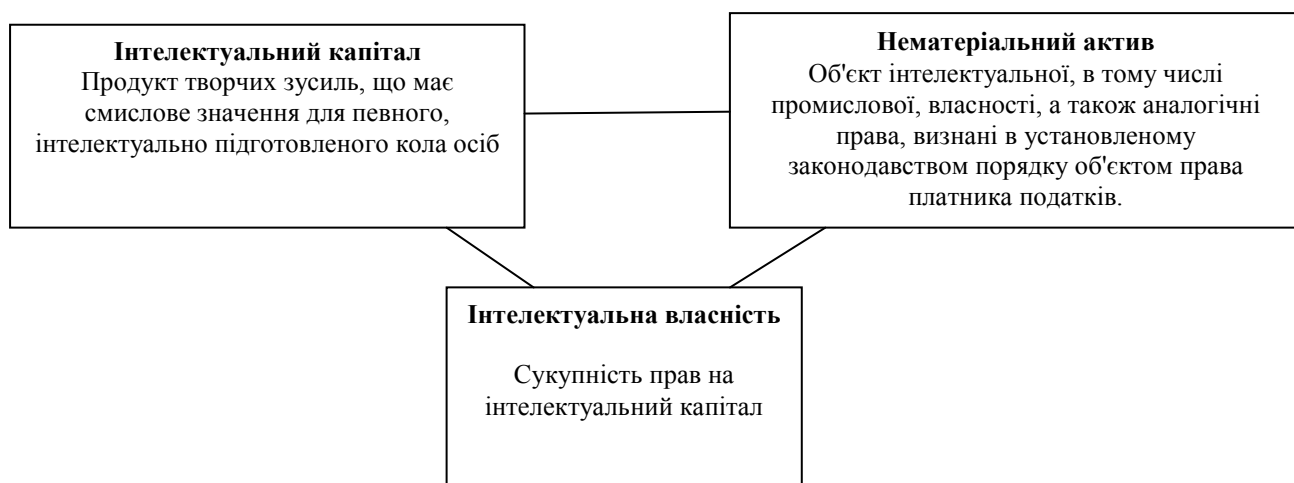 Інтелектуальний капітал
Продукт творчих зусиль, що має
смислове значення для певного,
інтелектуально підготовленого кола осіб
Нематеріальний актив
Об'єкт інтелектуальної, в тому числі
промислової, власності, а також аналогічні
права, визнані в установленому
законодавством порядку об'єктом права
платника податків.
Інтелектуальна власність
Сукупність прав на
інтелектуальний капітал